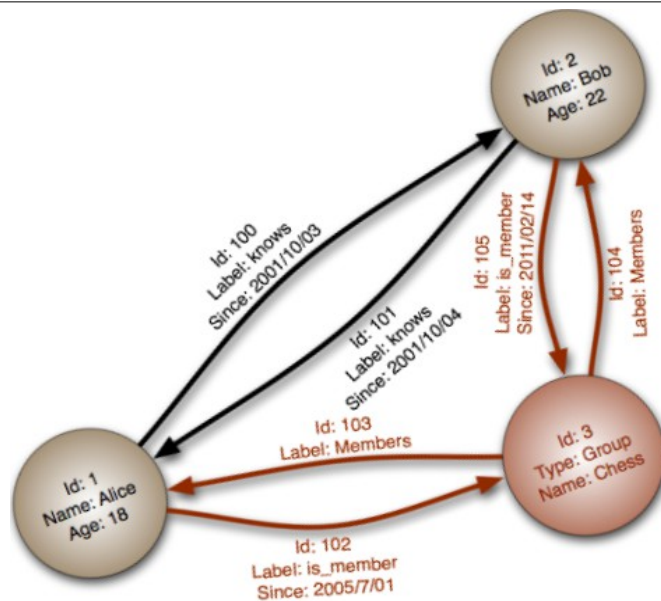 Id: 2
Name: Bob
Age: 22
Id: 100
Label: knows
Since: 2001/10/03
Id: 101
Label: knows
Since: 2001/10/04
Id: 105
Label: is_member
Since: 2011/02/14
Id: 104
Label: Members
Id: 103
Label: Members
Id: 3
Type: Group
Name: Chess
Id: 1
Name: Alice
Age: 18
Id: 102
Label: is_member
Since: 2005/7/01